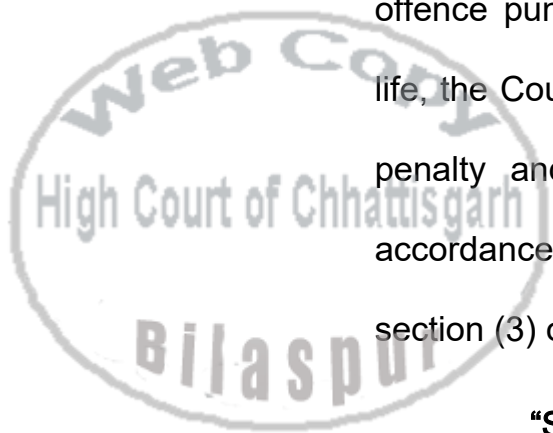 offence pur
life, the Cou
penalty and
accordance
section (3) o
"S
Web Copy
High Court of Chhattisgarh
Bilaspur